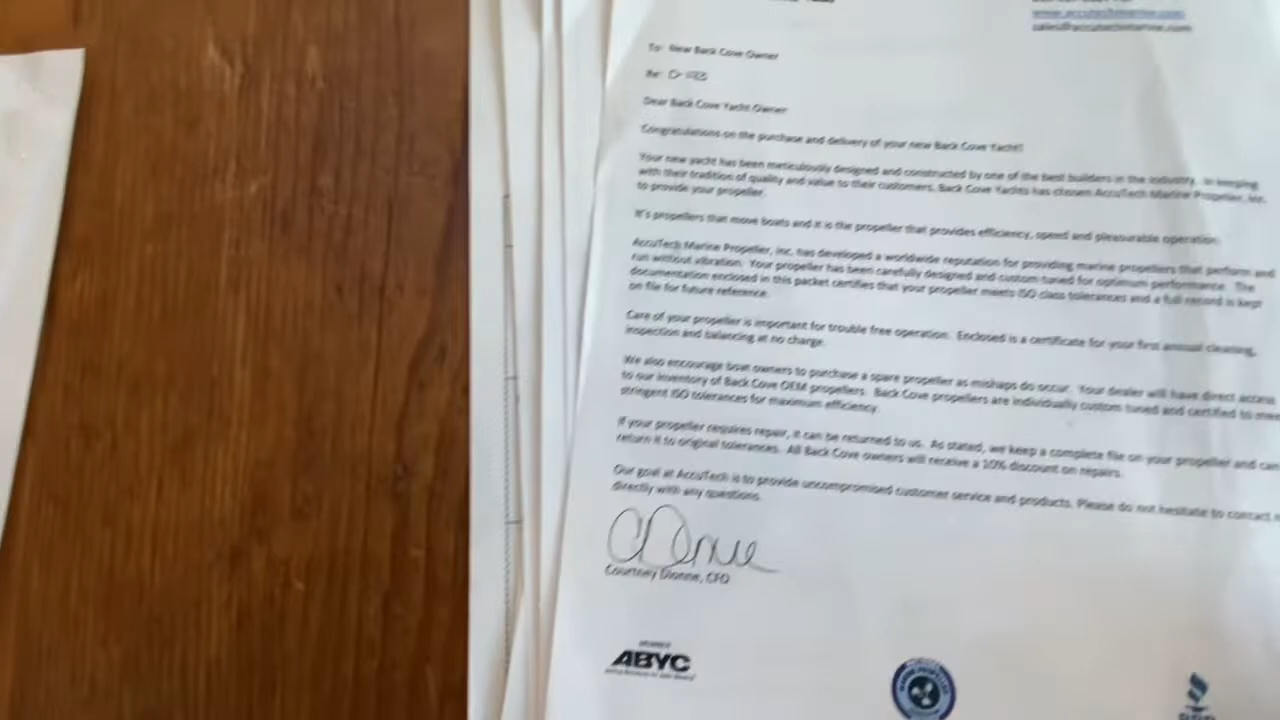 www.accutechmarine.com
sales@accutechmarine.com
To: New Back Cove Owner
Re:
Dear Back Cove Yacht Owner
Congratulations on the purchase and delivery of your new Back Cove Yacht!
Your new yacht has been meticulously designed and constructed by one of the best builders in the industry. In keeping
with their tradition of quality and value to their customers, Back Cove Yachts has chosen AccuTech Marine Propeller, Inc.
to provide your propeller.
It's propellers that move boats and it is the propeller that provides efficiency, speed and pleasurable operation.
AccuTech Marine Propeller, Inc. has developed a worldwide reputation for providing marine propellers that perform and
run without vibration. Your propeller has been carefully designed and custom tuned for optimum performance. The
documentation enclosed in this packet certifies that your propeller meets ISO class tolerances and a full record is kept
on file for future reference.
Care of your propeller is important for trouble free operation. Enclosed is a certificate for your first annual cleaning,
inspection and balancing at no charge.
We also encourage boat owners to purchase a spare propeller as mishaps do occur. Your dealer will have direct access
to our inventory of Back Cove OEM propellers. Back Cove propellers are individually custom tuned and certified to mee
stringent ISO tolerances for maximum efficiency.
If your propeller requires repair, it can be returned to us. As stated, we keep a complete file on your propeller and can
return it to original tolerances. All Back Cove owners will receive a 10% discount on repairs.
Our goal at AccuTech is to provide uncompromised customer service and products. Please do not hesitate to contact
directly with any questions.
Courtney Dionne, CFO
ABYC